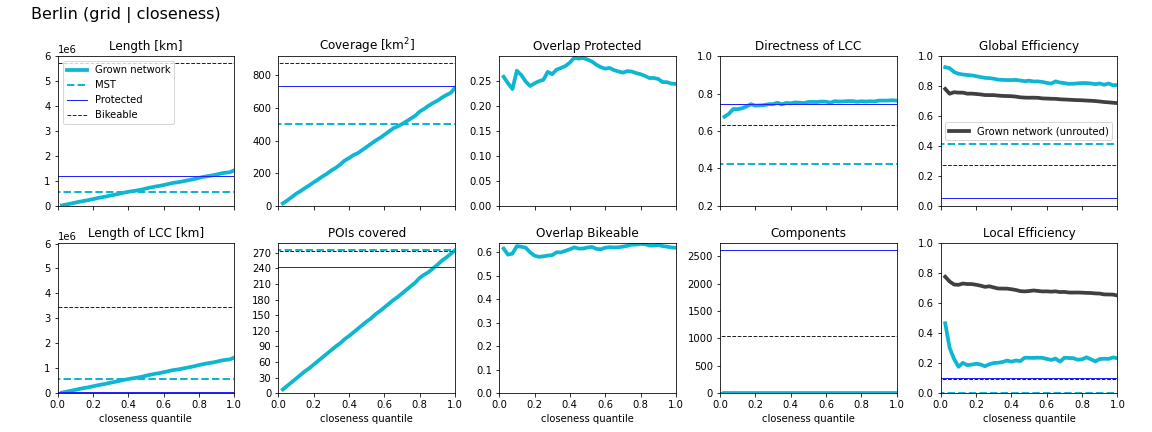 Berlin (grid | closeness)
Length [km]
1e6
6
5
4
3
2
1
0
Grown network
MST
Protected
Bikeable
Coverage [km²]
800
600
400
200
0
Overlap Protected
0.25
0.20
0.15
0.10
0.05
0.00
Directness of LCC
1.0
0.8
0.6
0.4
0.2
Global Efficiency
1.0
0.8
0.6
0.4
0.2
0.0
Grown network (unrouted)
Length of LCC [km]
1e6
6
5
4
3
2
1
0
0.0 0.2 0.4 0.6 0.8 1.0
closeness quantile
POIs covered
270
240
210
180
150
120
90
60
30
0
0.0 0.2 0.4 0.6 0.8 1.0
closeness quantile
Overlap Bikeable
0.6
0.5
0.4
0.3
0.2
0.1
0.0
0.0 0.2 0.4 0.6 0.8 1.0
closeness quantile
Components
2500
2000
1500
1000
500
0
0.0 0.2 0.4 0.6 0.8 1.0
closeness quantile
Local Efficiency
1.0
0.8
0.6
0.4
0.2
0.0
0.0 0.2 0.4 0.6 0.8 1.0
closeness quantile